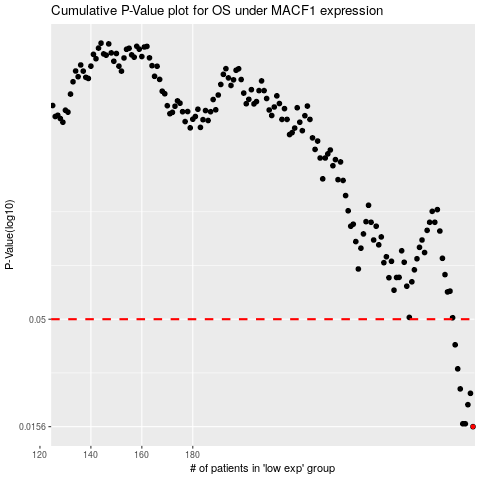 Cumulative P-Value plot for OS under MACF1 expression
P-Value(log10)
0.05
0.0156
120 140 160 180
# of patients in 'low exp' group